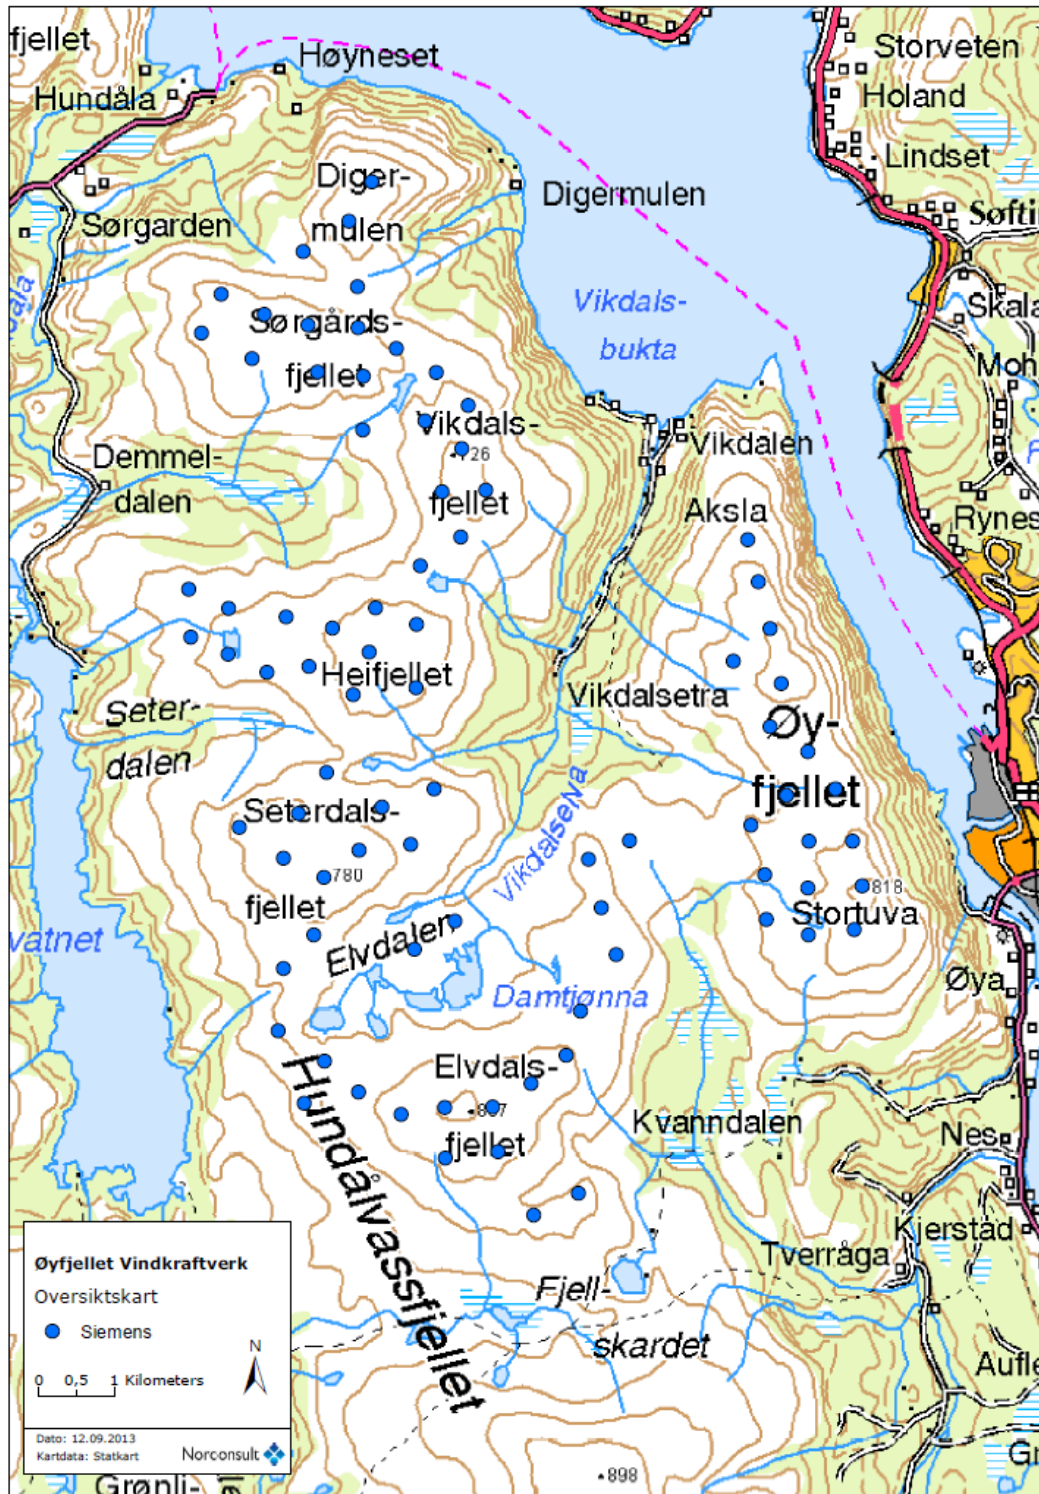 fjellet
Høyneset
Storveten
Hundåla
Holand
Lindset
Diger-
mulen
Digermulen
Søftin
Sørgarden
Skala
Vikdals-
bukta
Sørgårds-
fjellet
Moh
Vikdals-
726
fjellet
Vikdalen
Demmel-
dalen
Aksla
Rynes
Heifjellet
Vikdalsetra
Seter-
dalen
Øy-
fjellet
Seterdals-
780
fjellet
Vikdalselva
818
Stortuva
vatnet
Elvdalen
Damtjønna
Øya
Elvdals-
fjellet
Hundålvassfjellet
Kvanndalen
Nes
Kjerstad
Tverråga
Fjell-
skardet
Aufle
898
Grønli-
Øyfjellet Vindkraftverk
Oversiktskart
Siemens
N
0 0,5 1 Kilometers
Dato: 12.09.2013
Kartdata: Statkart
Norconsult